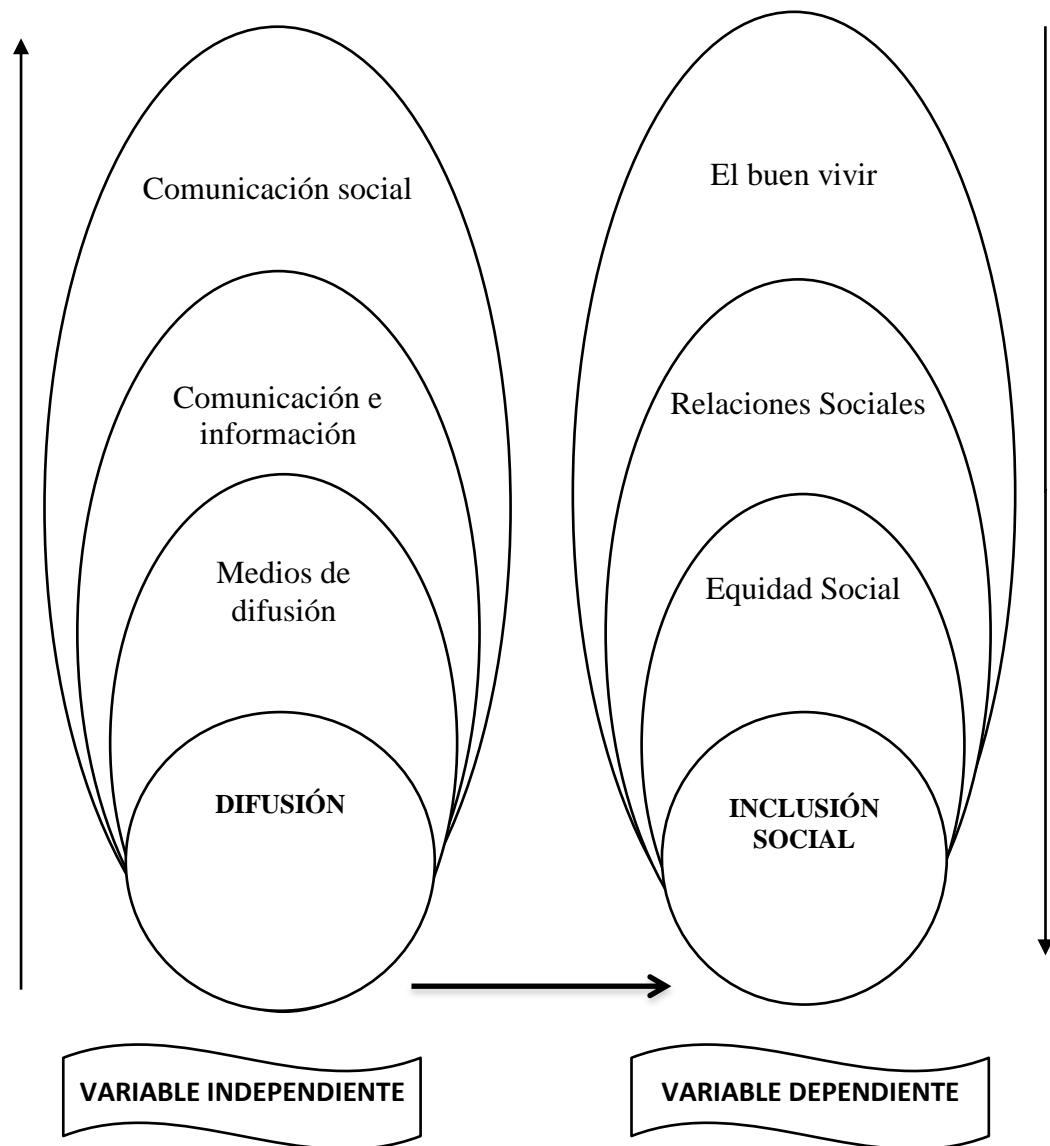 Comunicación social
Comunicación e
información
Medios de
difusión
DIFUSIÓN
VARIABLE INDEPENDIENTE
El buen vivir
Relaciones Sociales
Equidad Social
INCLUSIÓN
SOCIAL
VARIABLE DEPENDIENTE